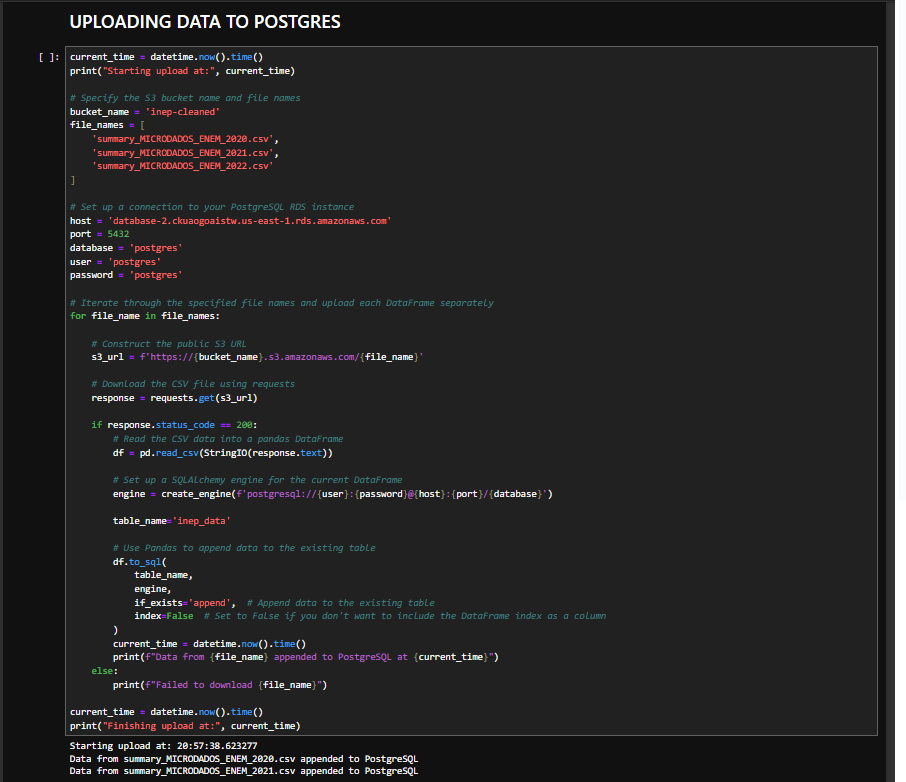 UPLOADING DATA TO POSTGRES
[ ]: current_time = datetime.now().time()
print("Starting upload at:", current_time)
# Specify the S3 bucket name and file names
bucket_name = 'inep-cleaned'
file_names = [
'summary_MICRODADOS_ENEM_2020.csv',
'summary_MICRODADOS_ENEM_2021.csv',
'summary_MICRODADOS_ENEM_2022.csv'
]
# Set up a connection to your PostgreSQL RDS instance
host = 'database-2.ckuaogoaistw.us-east-1.rds.amazonaws.com'
port = 5432
database = 'postgres'
user = 'postgres'
password = 'postgres'
# Iterate through the specified file names and upload each DataFrame separately
for file_name in file_names:
# Construct the public S3 URL
s3_url = f'https://{bucket_name}.s3.amazonaws.com/{file_name}'
# Download the CSV file using requests
response = requests.get(s3_url)
if response.status_code == 200:
# Read the CSV data into a pandas DataFrame
df = pd.read_csv(StringIO(response.text))
# Set up a SQLAlchemy engine for the current DataFrame
engine = create_engine(f'postgresql://{user}:{password}@{host}:{port}/{database}')
table_name='inep_data'
# Use Pandas to append data to the existing table
df.to_sql(
table_name,
engine,
if_exists='append',  # Append data to the existing table
index=False  # Set to False if you don't want to include the DataFrame index as a column
)
current_time = datetime.now().time()
print(f"Data from {file_name} appended to PostgreSQL at {current_time}")
else:
print(f"Failed to download {file_name}")
current_time = datetime.now().time()
print("Finishing upload at:", current_time)
Starting upload at: 20:57:38.623277
Data from summary_MICRODADOS_ENEM_2020.csv appended to PostgreSQL
Data from summary_MICRODADOS_ENEM_2021.csv appended to PostgreSQL